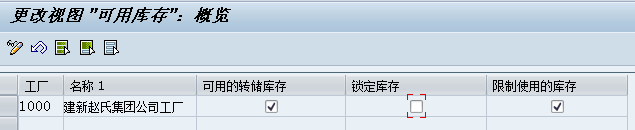 更改视图"可用库存"：概览
工厂 名称 1 可用的转储库存 锁定库存 限制使用的库存
1000 建新赵氏集团公司工厂